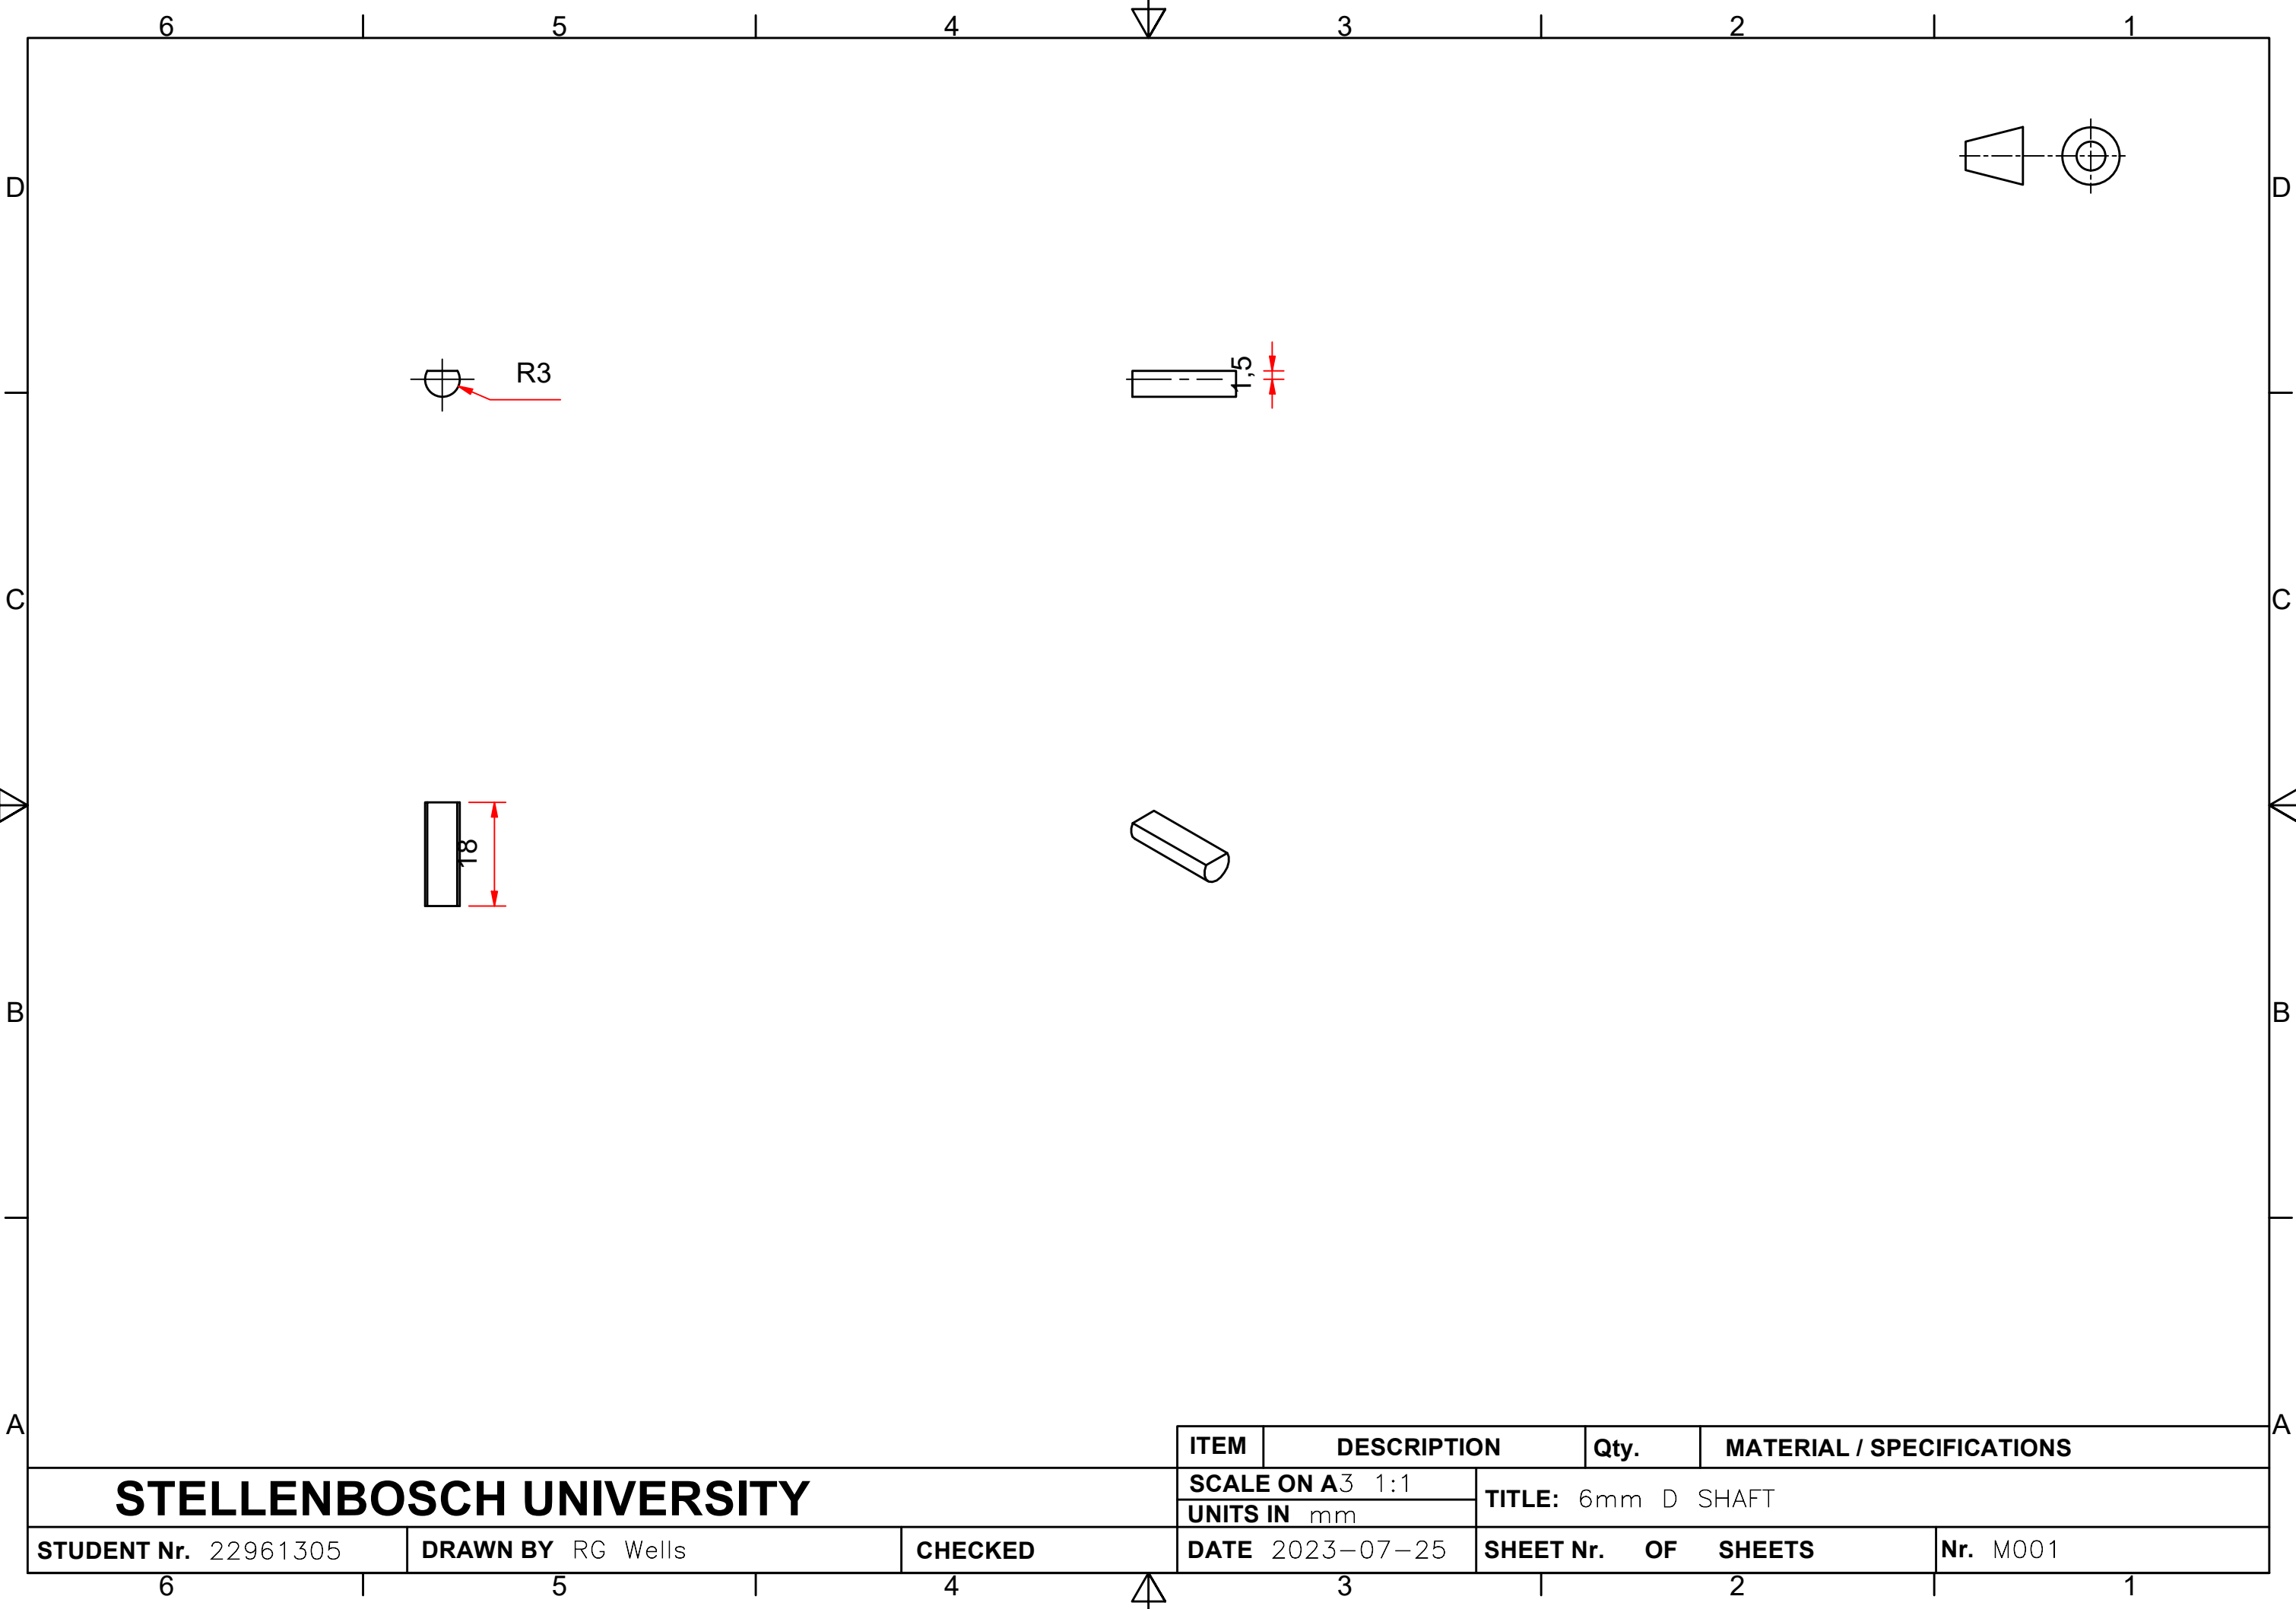 6 5 4 3 2 1
D D
R3
1,5
C C
18
B B
A A
ITEM DESCRIPTION Qty. MATERIAL / SPECIFICATIONS
STELLENBOSCH UNIVERSITY
SCALE ON A3 1:1
UNITS IN mm
TITLE: 6mm D SHAFT
STUDENT Nr. 22961305 DRAWN BY RG Wells CHECKED DATE 2023-07-25 SHEET Nr. OF SHEETS Nr. M001
6 5 4 3 2 1